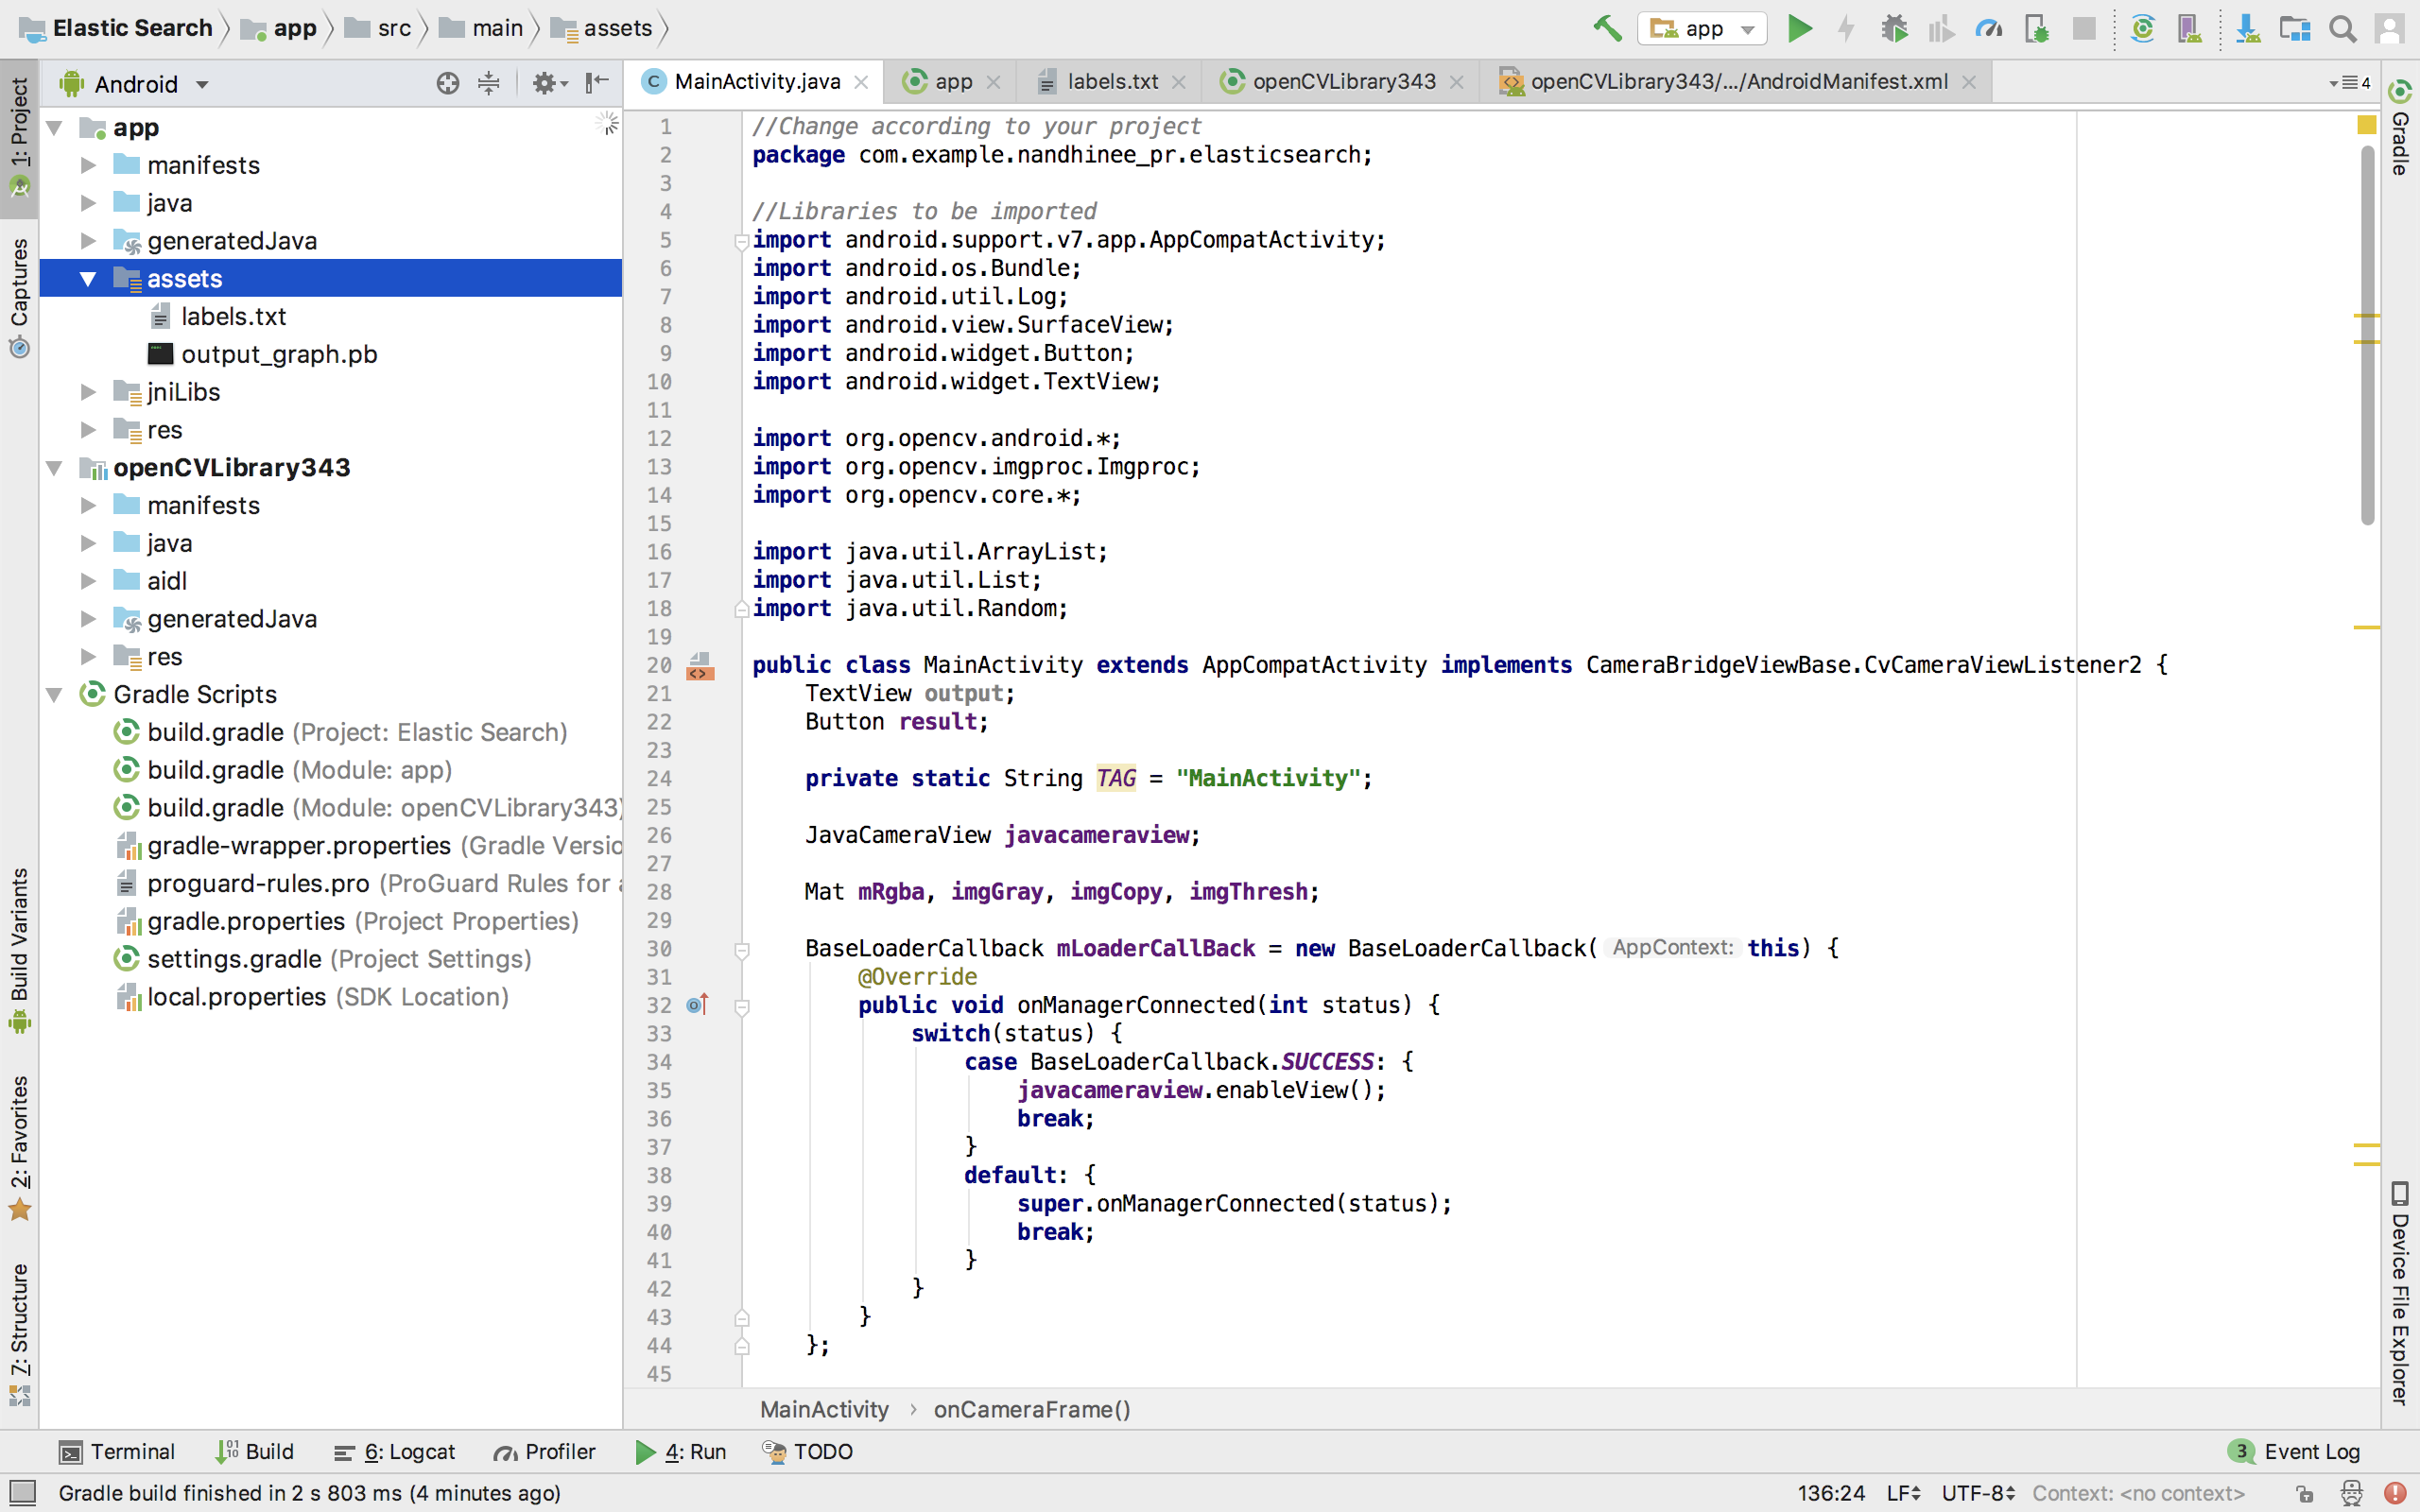 Elastic Search app src main assets app
Android
MainActivity.java app labels.txt openCVLibrary343 openCVLibrary343/.../AndroidManifest.xml 4
1: Project
Captures
Build Variants
2: Favorites
7: Structure
app
manifests
java
generatedJava
assets
labels.txt
output_graph.pb
jniLibs
res
openCVLibrary343
manifests
java
aidl
generatedJava
res
Gradle Scripts
build.gradle (Project: Elastic Search)
build.gradle (Module: app)
build.gradle (Module: openCVLibrary343)
gradle-wrapper.properties (Gradle Versio
proguard-rules.pro (ProGuard Rules for a
gradle.properties (Project Properties)
settings.gradle (Project Settings)
local.properties (SDK Location)
1 //Change according to your project
2 package com.example.nandhinee_pr.elasticsearch;
3
4 //Libraries to be imported
5 import android.support.v7.app.AppCompatActivity;
6 import android.os.Bundle;
7 import android.util.Log;
8 import android.view.SurfaceView;
9 import android.widget.Button;
10 import android.widget.TextView;
11
12 import org.opencv.android.*;
13 import org.opencv.imgproc.Imgproc;
14 import org.opencv.core.*;
15
16 import java.util.ArrayList;
17 import java.util.List;
18 import java.util.Random;
19
20 public class MainActivity extends AppCompatActivity implements CameraBridgeViewBase.CvCameraViewListener2 {
21 TextView output;
22 Button result;
23
24 private static String TAG = "MainActivity";
25
26 JavaCameraView javacameraview;
27
28 Mat mRgba, imgGray, imgCopy, imgThresh;
29
30 BaseLoaderCallback mLoaderCallBack = new BaseLoaderCallback( AppContext: this) {
31 @Override
32 public void onManagerConnected(int status) {
33 switch(status) {
34 case BaseLoaderCallback.SUCCESS: {
35 javacameraview.enableView();
36 break;
37 }
38 default: {
39 super.onManagerConnected(status);
40 break;
41 }
42 }
43 }
44 };
45
MainActivity › onCameraFrame()
Gradle
Device File Explorer
Terminal Build 6: Logcat Profiler 4: Run TODO 3 Event Log
Gradle build finished in 2 s 803 ms (4 minutes ago) 136:24 LF UTF-8 Context: <no context>